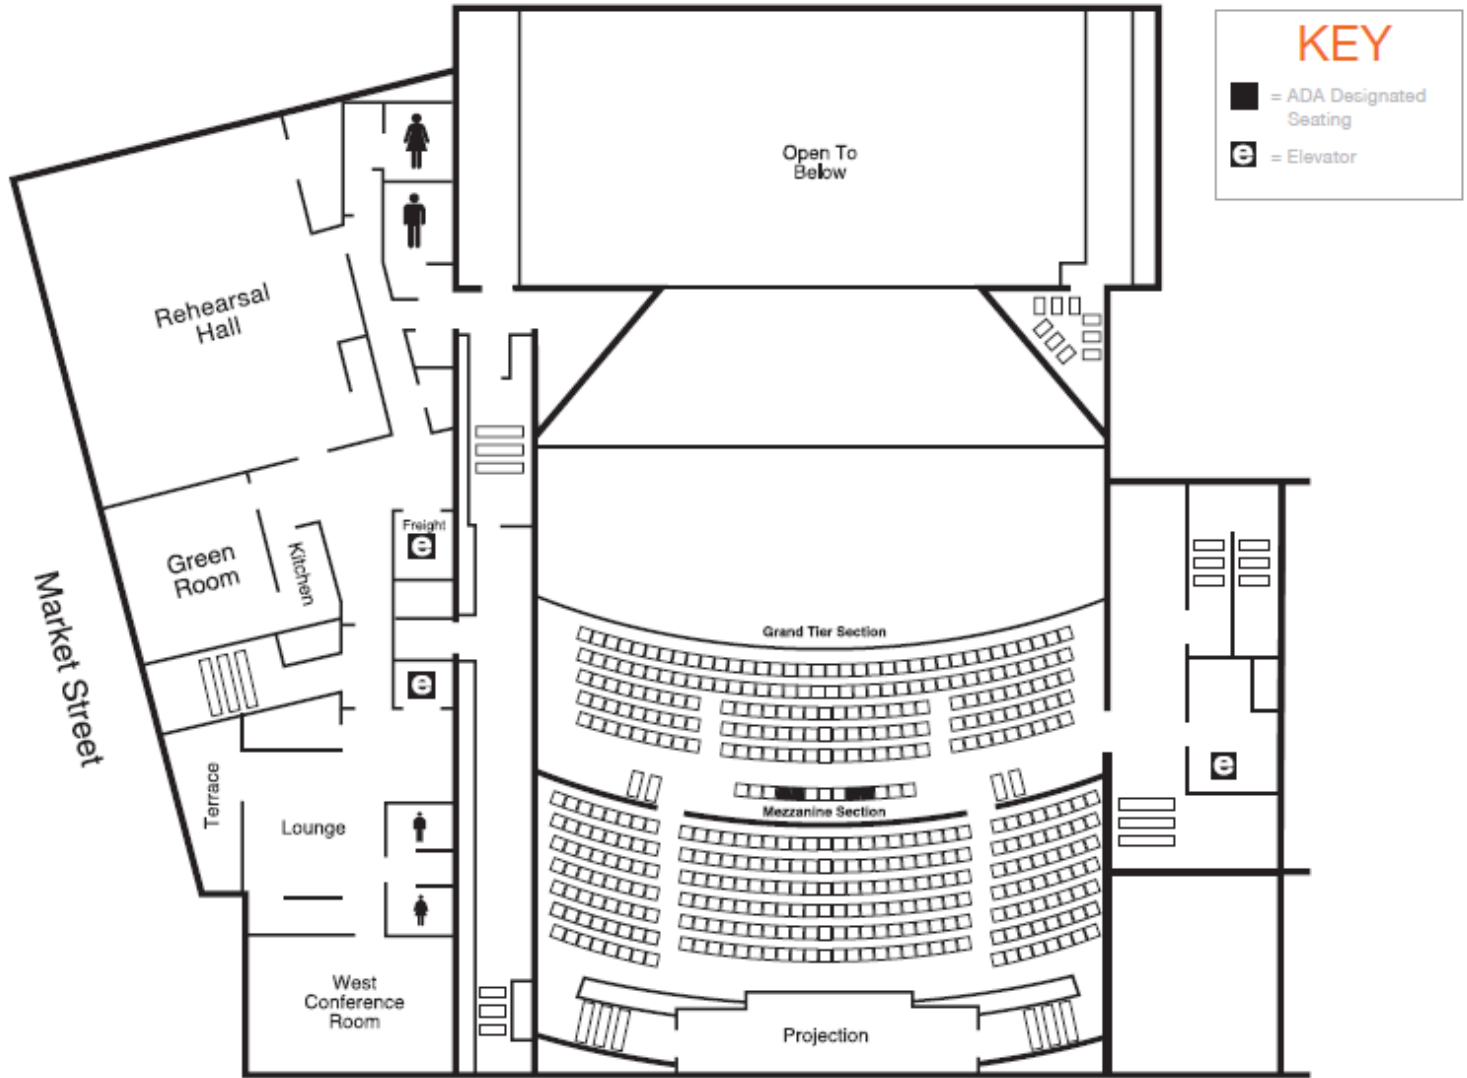 KEY
= ADA Designated
Seating
e = Elevator
Open To
Below
Rehearsal
Hall
Freight
e
Green
Room
Kitchen
Market Street
Grand Tier Section
e
e
Terrace
Lounge
Mezzanine Section
West
Conference
Room
Projection